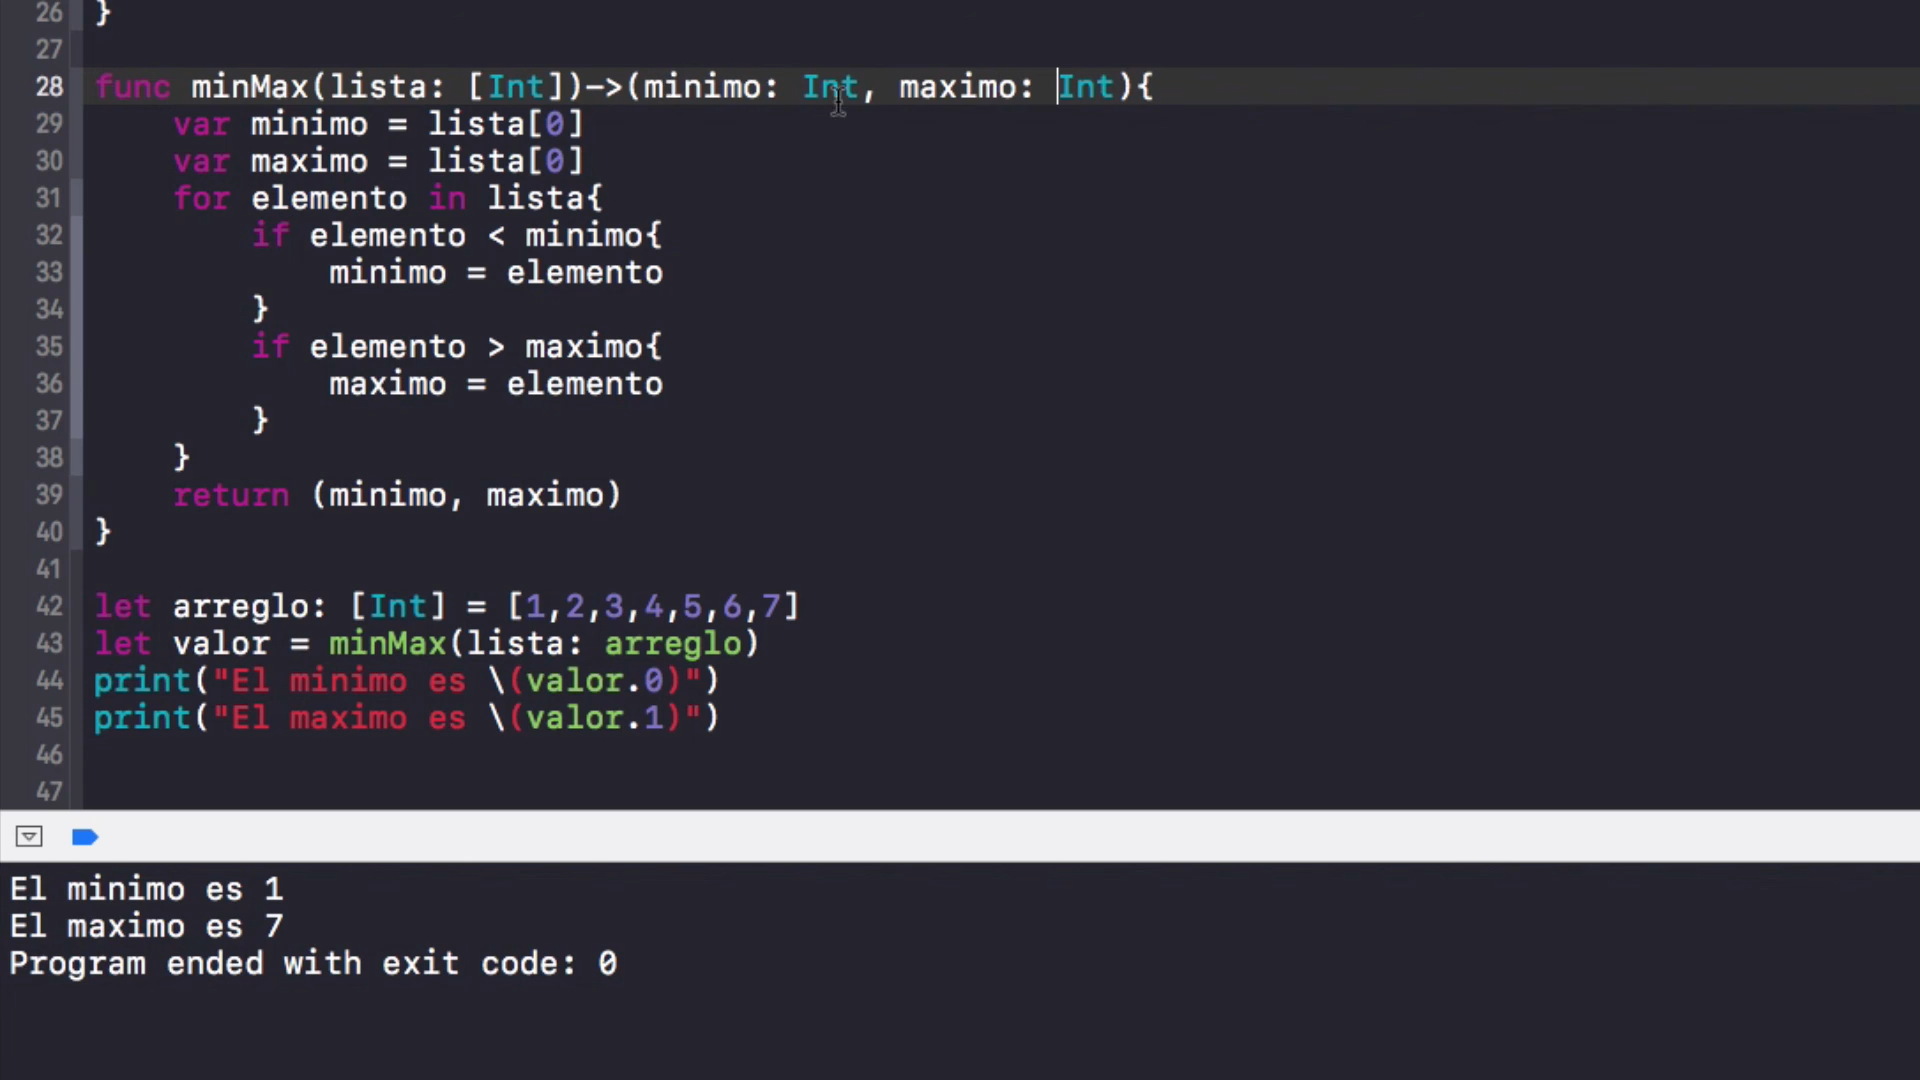 26 }
27
28 func minMax(lista: [Int])->(minimo: Int, maximo: Int){
29     var minimo = lista[0]
30     var maximo = lista[0]
31     for elemento in lista{
32         if elemento < minimo{
33             minimo = elemento
34         }
35         if elemento > maximo{
36             maximo = elemento
37         }
38     }
39     return (minimo, maximo)
40 }
41
42 let arreglo: [Int] = [1,2,3,4,5,6,7]
43 let valor = minMax(lista: arreglo)
44 print("El minimo es \(valor.0)")
45 print("El maximo es \(valor.1)")
46
47
El minimo es 1
El maximo es 7
Program ended with exit code: 0